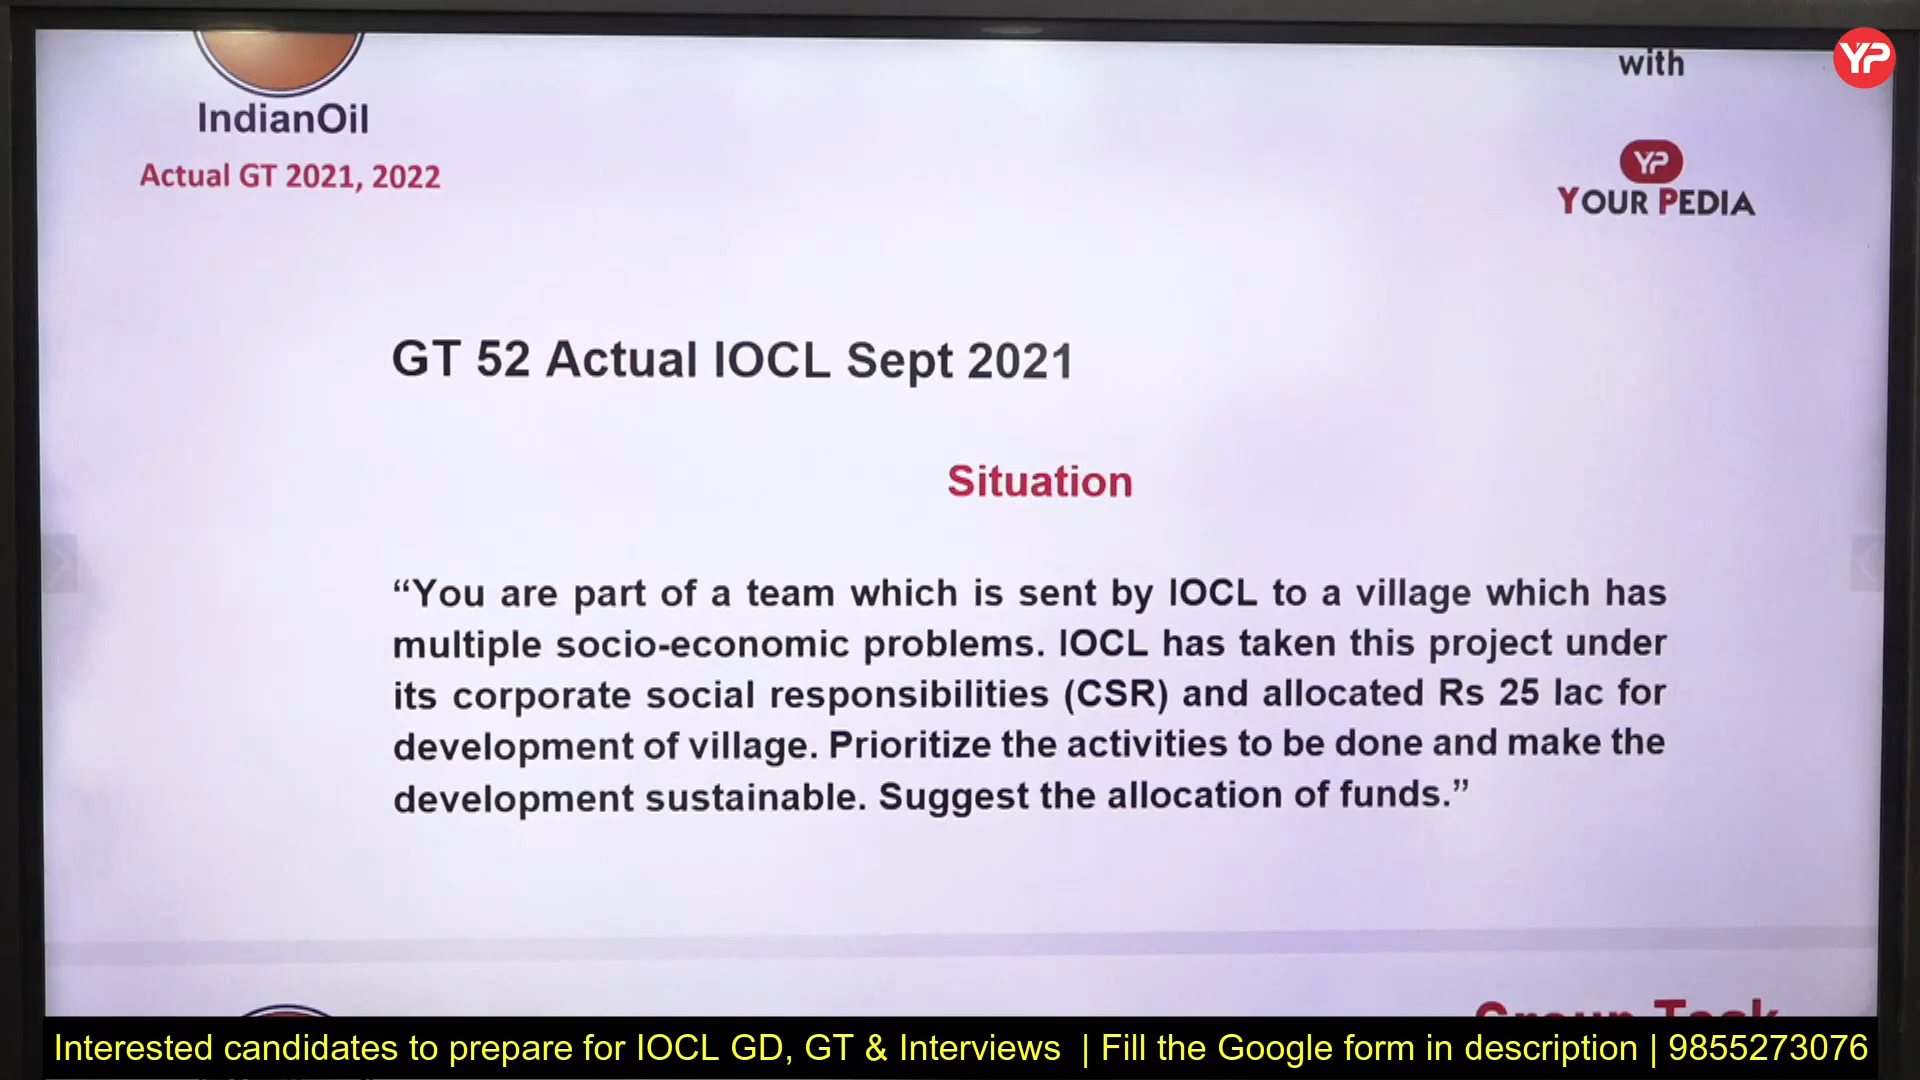 with
YP
IndianOil
Actual GT 2021, 2022
YP
YOUR PEDIA
GT 52 Actual IOCL Sept 2021
Situation
“You are part of a team which is sent by IOCL to a village which has
multiple socio-economic problems. IOCL has taken this project under
its corporate social responsibilities (CSR) and allocated Rs 25 lac for
development of village. Prioritize the activities to be done and make the
development sustainable. Suggest the allocation of funds.”
Group Task
Interested candidates to prepare for IOCL GD, GT & Interviews | Fill the Google form in description | 9855273076